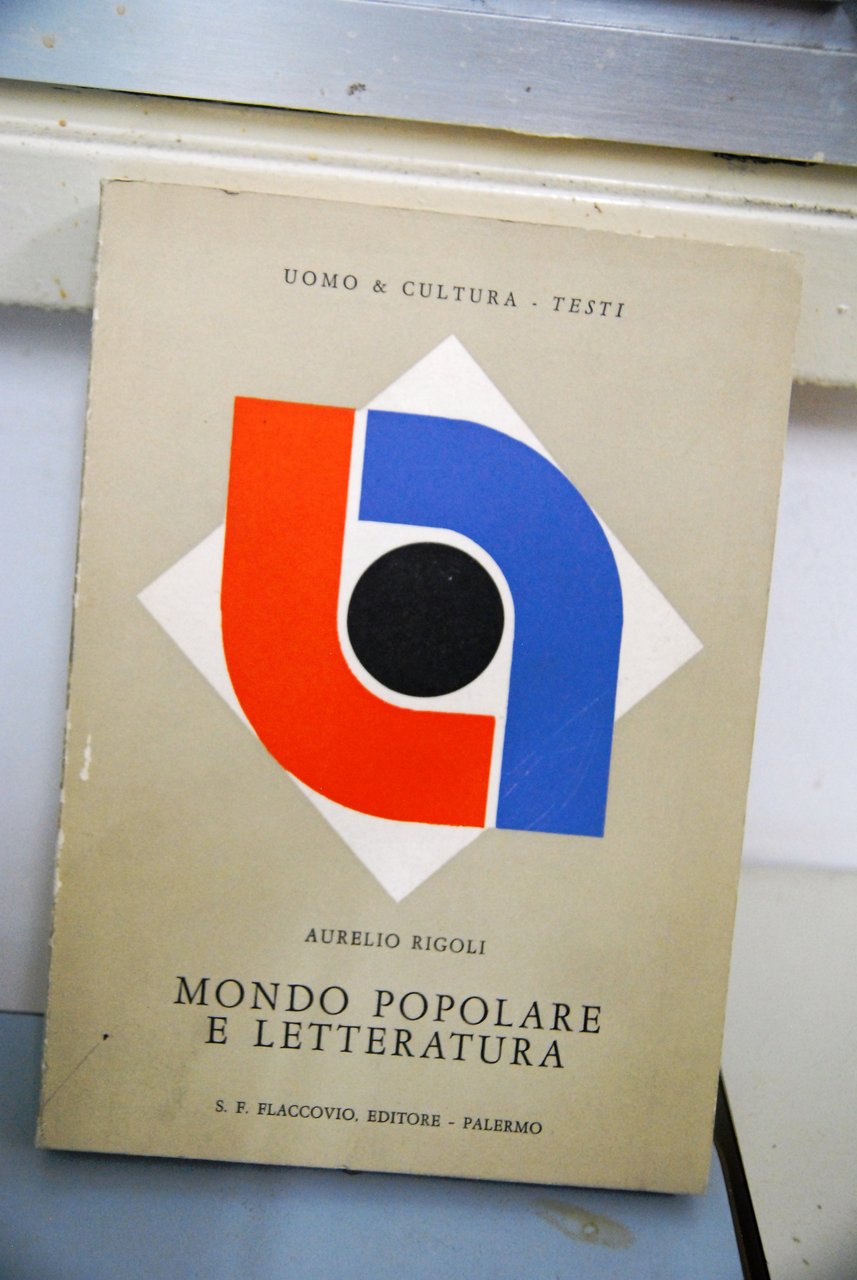 UOMO & CULTURA - TESTI
AURELIO RIGOLI
MONDO POPOLARE
E LETTERATURA
S. F. FLACCOVIO, EDITORE - PALERMO